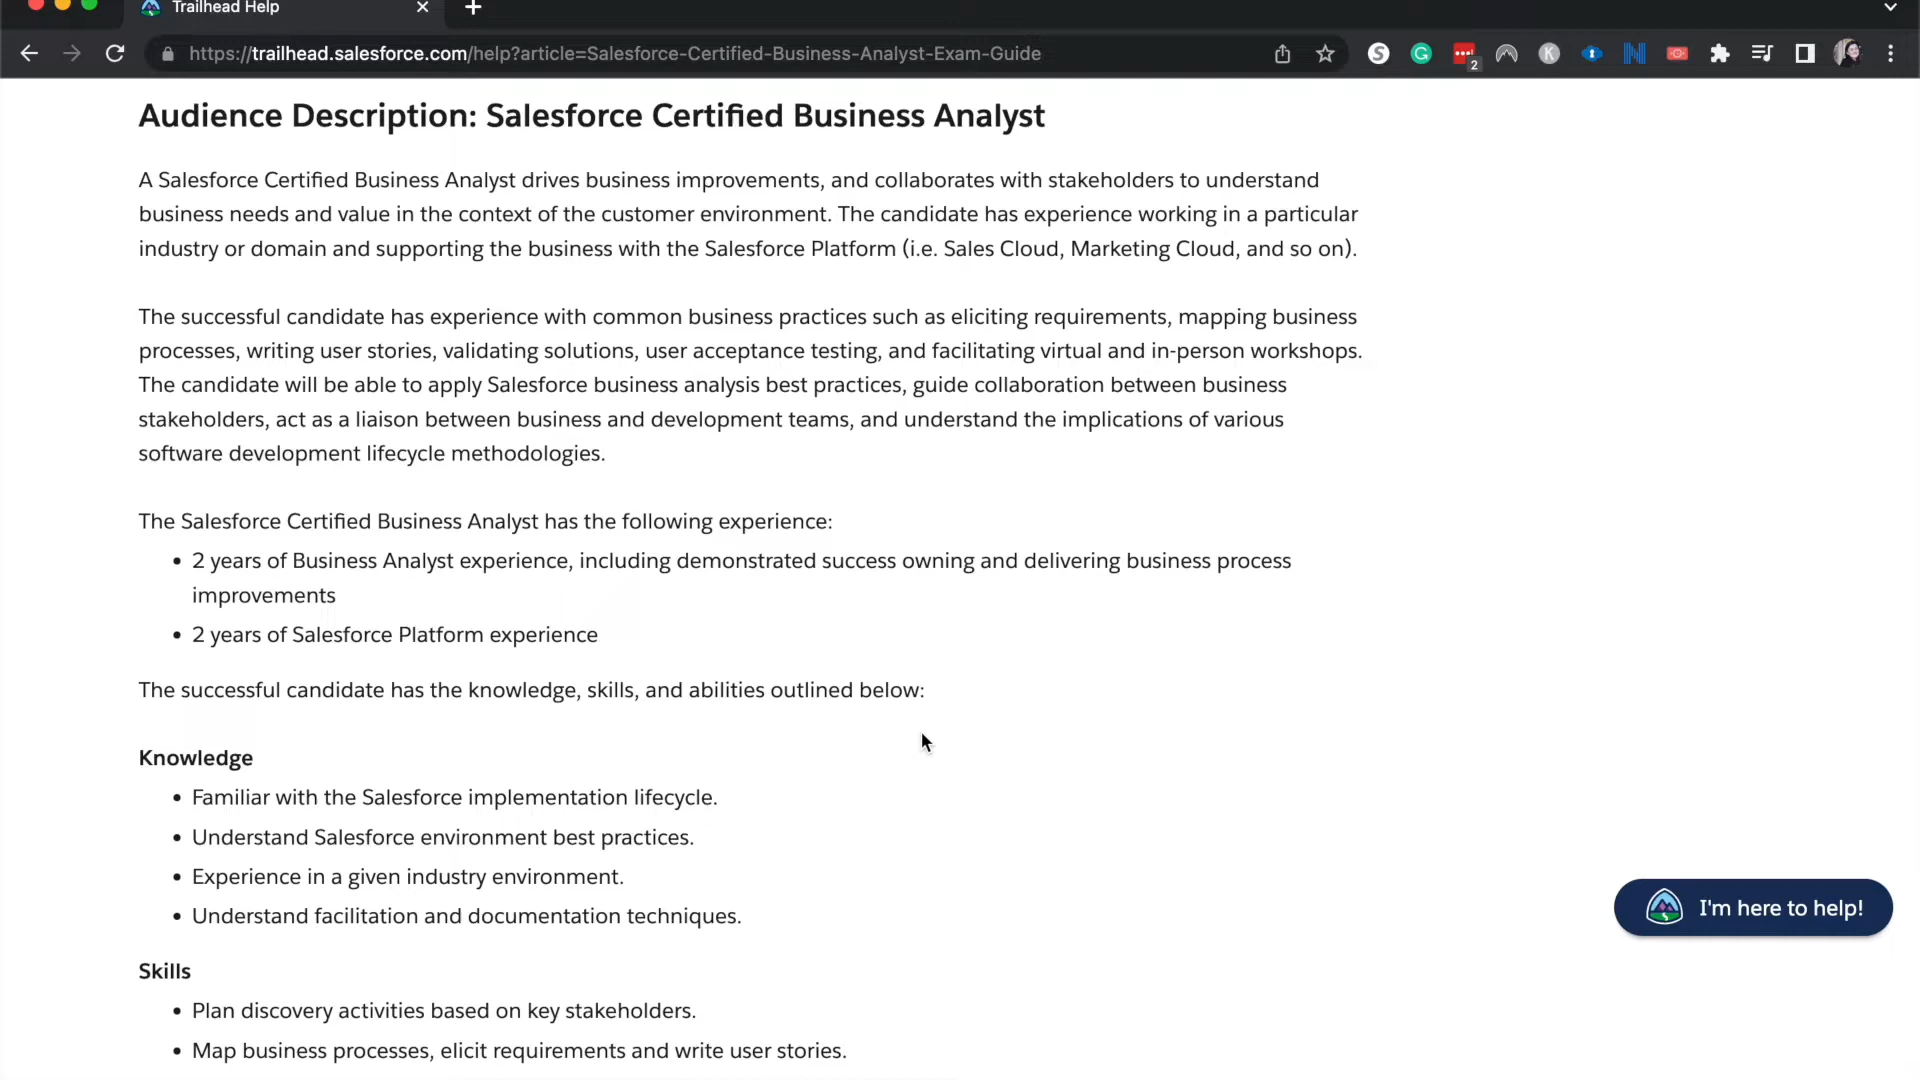 Trailhead Help
https://trailhead.salesforce.com/help?article=Salesforce-Certified-Business-Analyst-Exam-Guide
2
Audience Description: Salesforce Certified Business Analyst
A Salesforce Certified Business Analyst drives business improvements, and collaborates with stakeholders to understand
business needs and value in the context of the customer environment. The candidate has experience working in a particular
industry or domain and supporting the business with the Salesforce Platform (i.e. Sales Cloud, Marketing Cloud, and so on).
The successful candidate has experience with common business practices such as eliciting requirements, mapping business
processes, writing user stories, validating solutions, user acceptance testing, and facilitating virtual and in-person workshops.
The candidate will be able to apply Salesforce business analysis best practices, guide collaboration between business
stakeholders, act as a liaison between business and development teams, and understand the implications of various
software development lifecycle methodologies.
The Salesforce Certified Business Analyst has the following experience:
• 2 years of Business Analyst experience, including demonstrated success owning and delivering business process
improvements
• 2 years of Salesforce Platform experience
The successful candidate has the knowledge, skills, and abilities outlined below:
Knowledge
• Familiar with the Salesforce implementation lifecycle.
• Understand Salesforce environment best practices.
• Experience in a given industry environment.
• Understand facilitation and documentation techniques.
I'm here to help!
Skills
• Plan discovery activities based on key stakeholders.
• Map business processes, elicit requirements and write user stories.